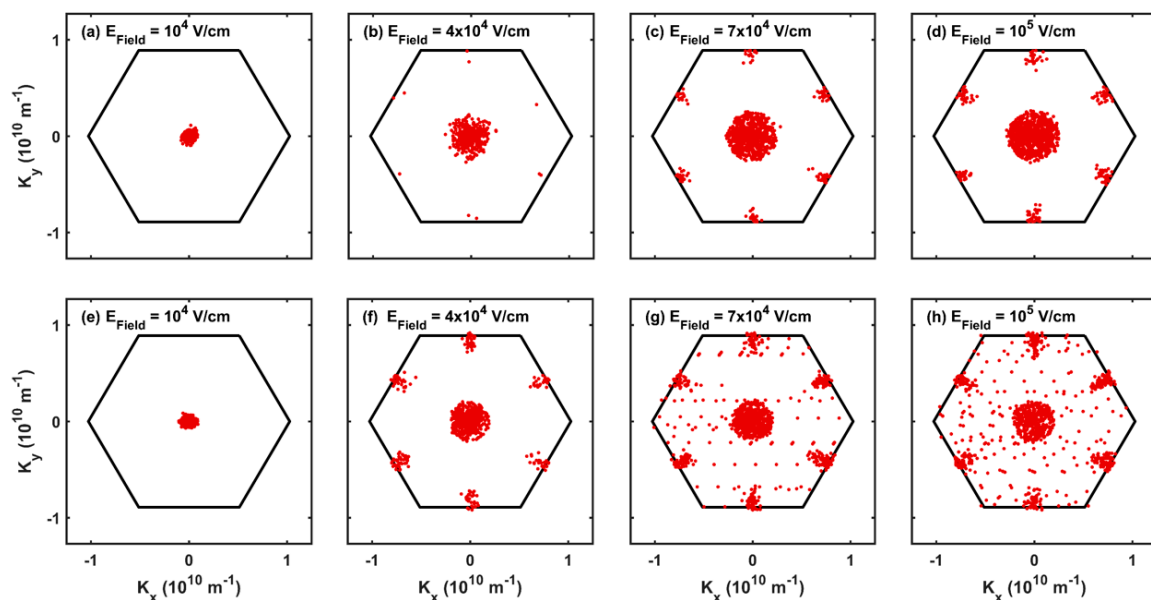 (a) E_Field = 10^4 V/cm
(b) E_Field = 4x10^4 V/cm
(c) E_Field = 7x10^4 V/cm
(d) E_Field = 10^5 V/cm
1
0
-1
K_y (10^10 m^-1)
(e) E_Field = 10^4 V/cm
(f) E_Field = 4x10^4 V/cm
(g) E_Field = 7x10^4 V/cm
(h) E_Field = 10^5 V/cm
1
0
-1
K_y (10^10 m^-1)
-1 0 1
-1 0 1
-1 0 1
-1 0 1
K_x (10^10 m^-1)
K_x (10^10 m^-1)
K_x (10^10 m^-1)
K_x (10^10 m^-1)